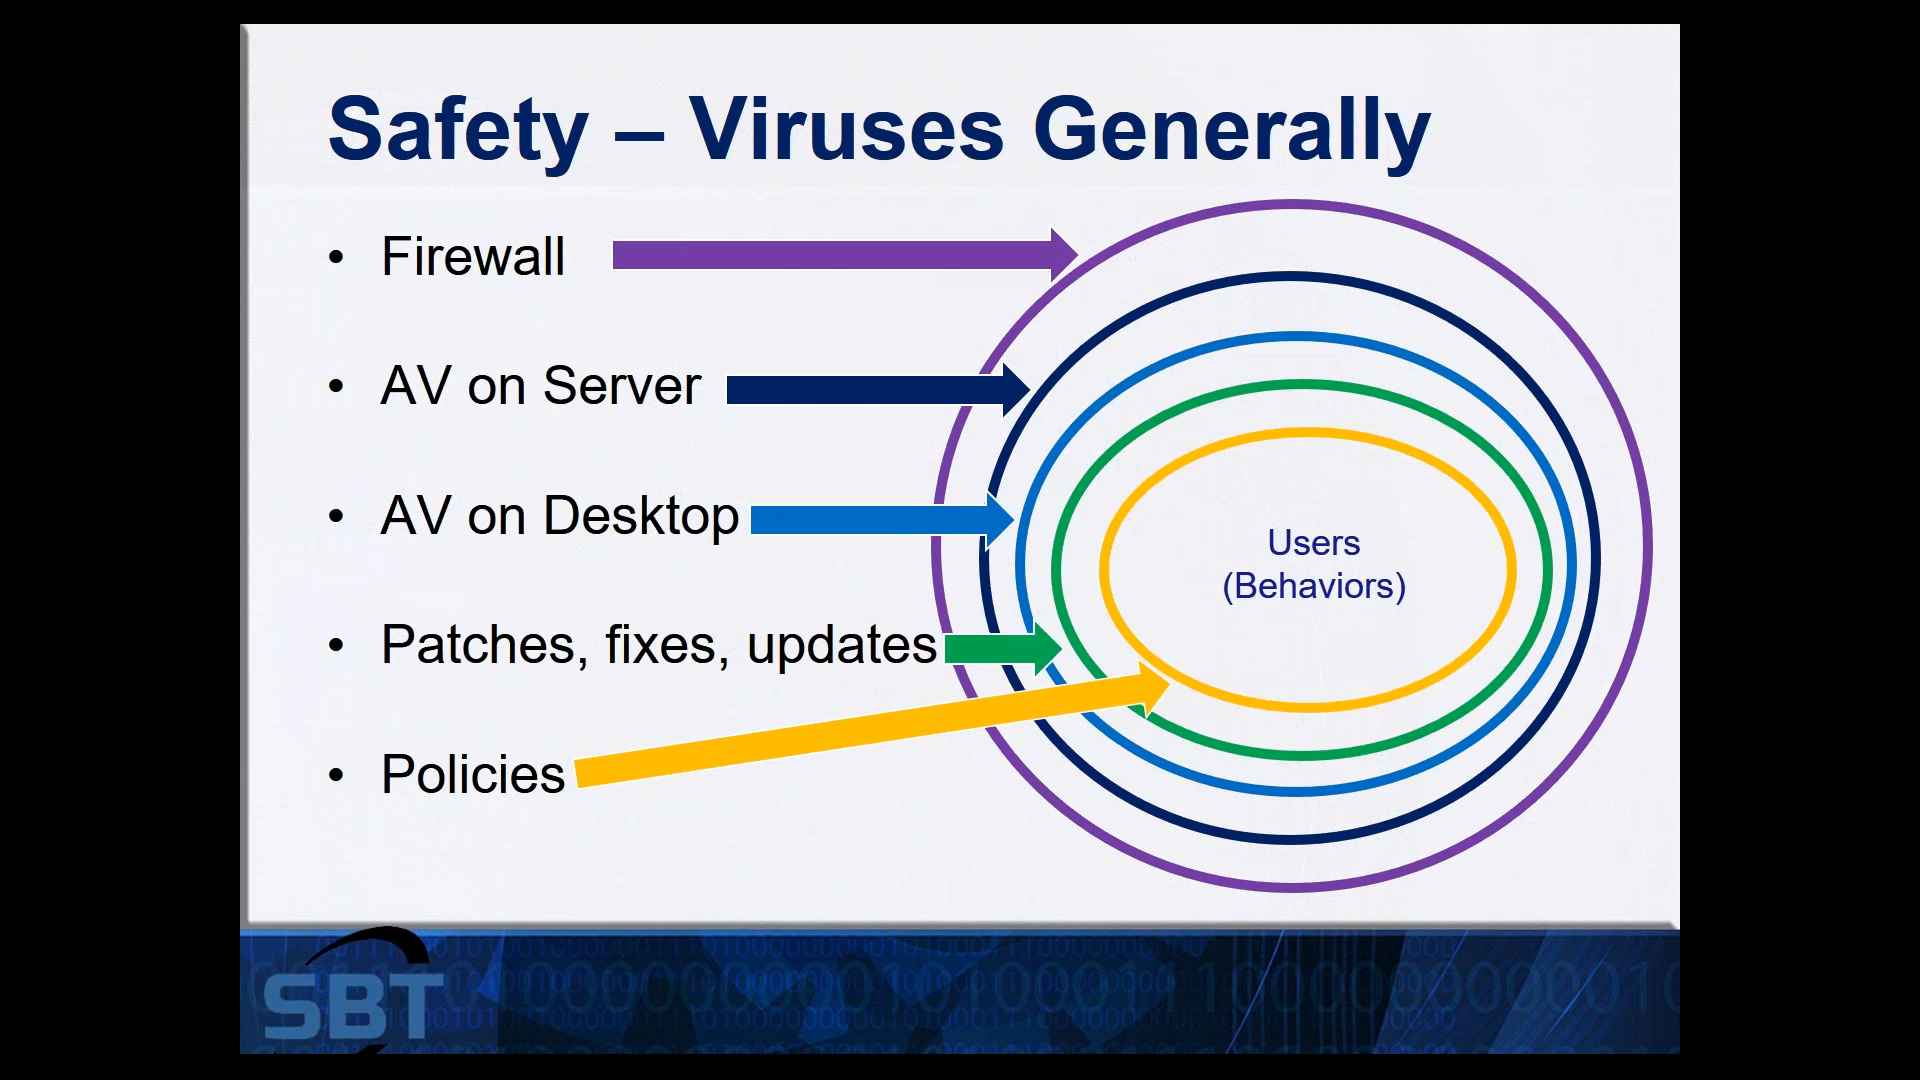 Safety – Viruses Generally
• Firewall
• AV on Server
• AV on Desktop
• Patches, fixes, updates
• Policies
Users
(Behaviors)
SBT